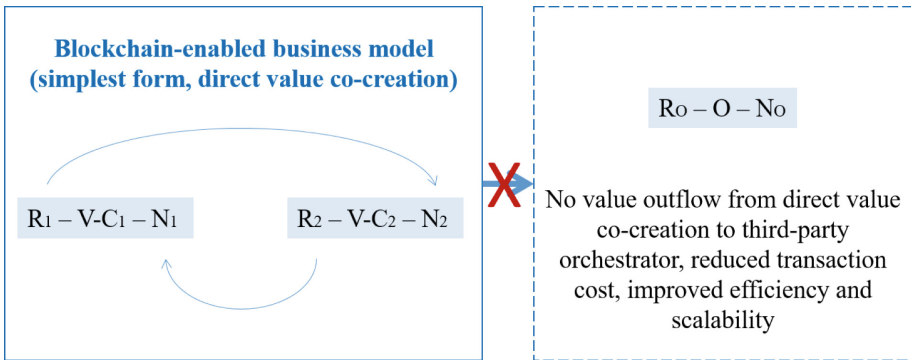 Blockchain-enabled business model
(simplest form, direct value co-creation)
R1 – V-C1 – N1
R2 – V-C2 – N2
RO – O – NO
No value outflow from direct value
co-creation to third-party
orchestrator, reduced transaction
cost, improved efficiency and
scalability